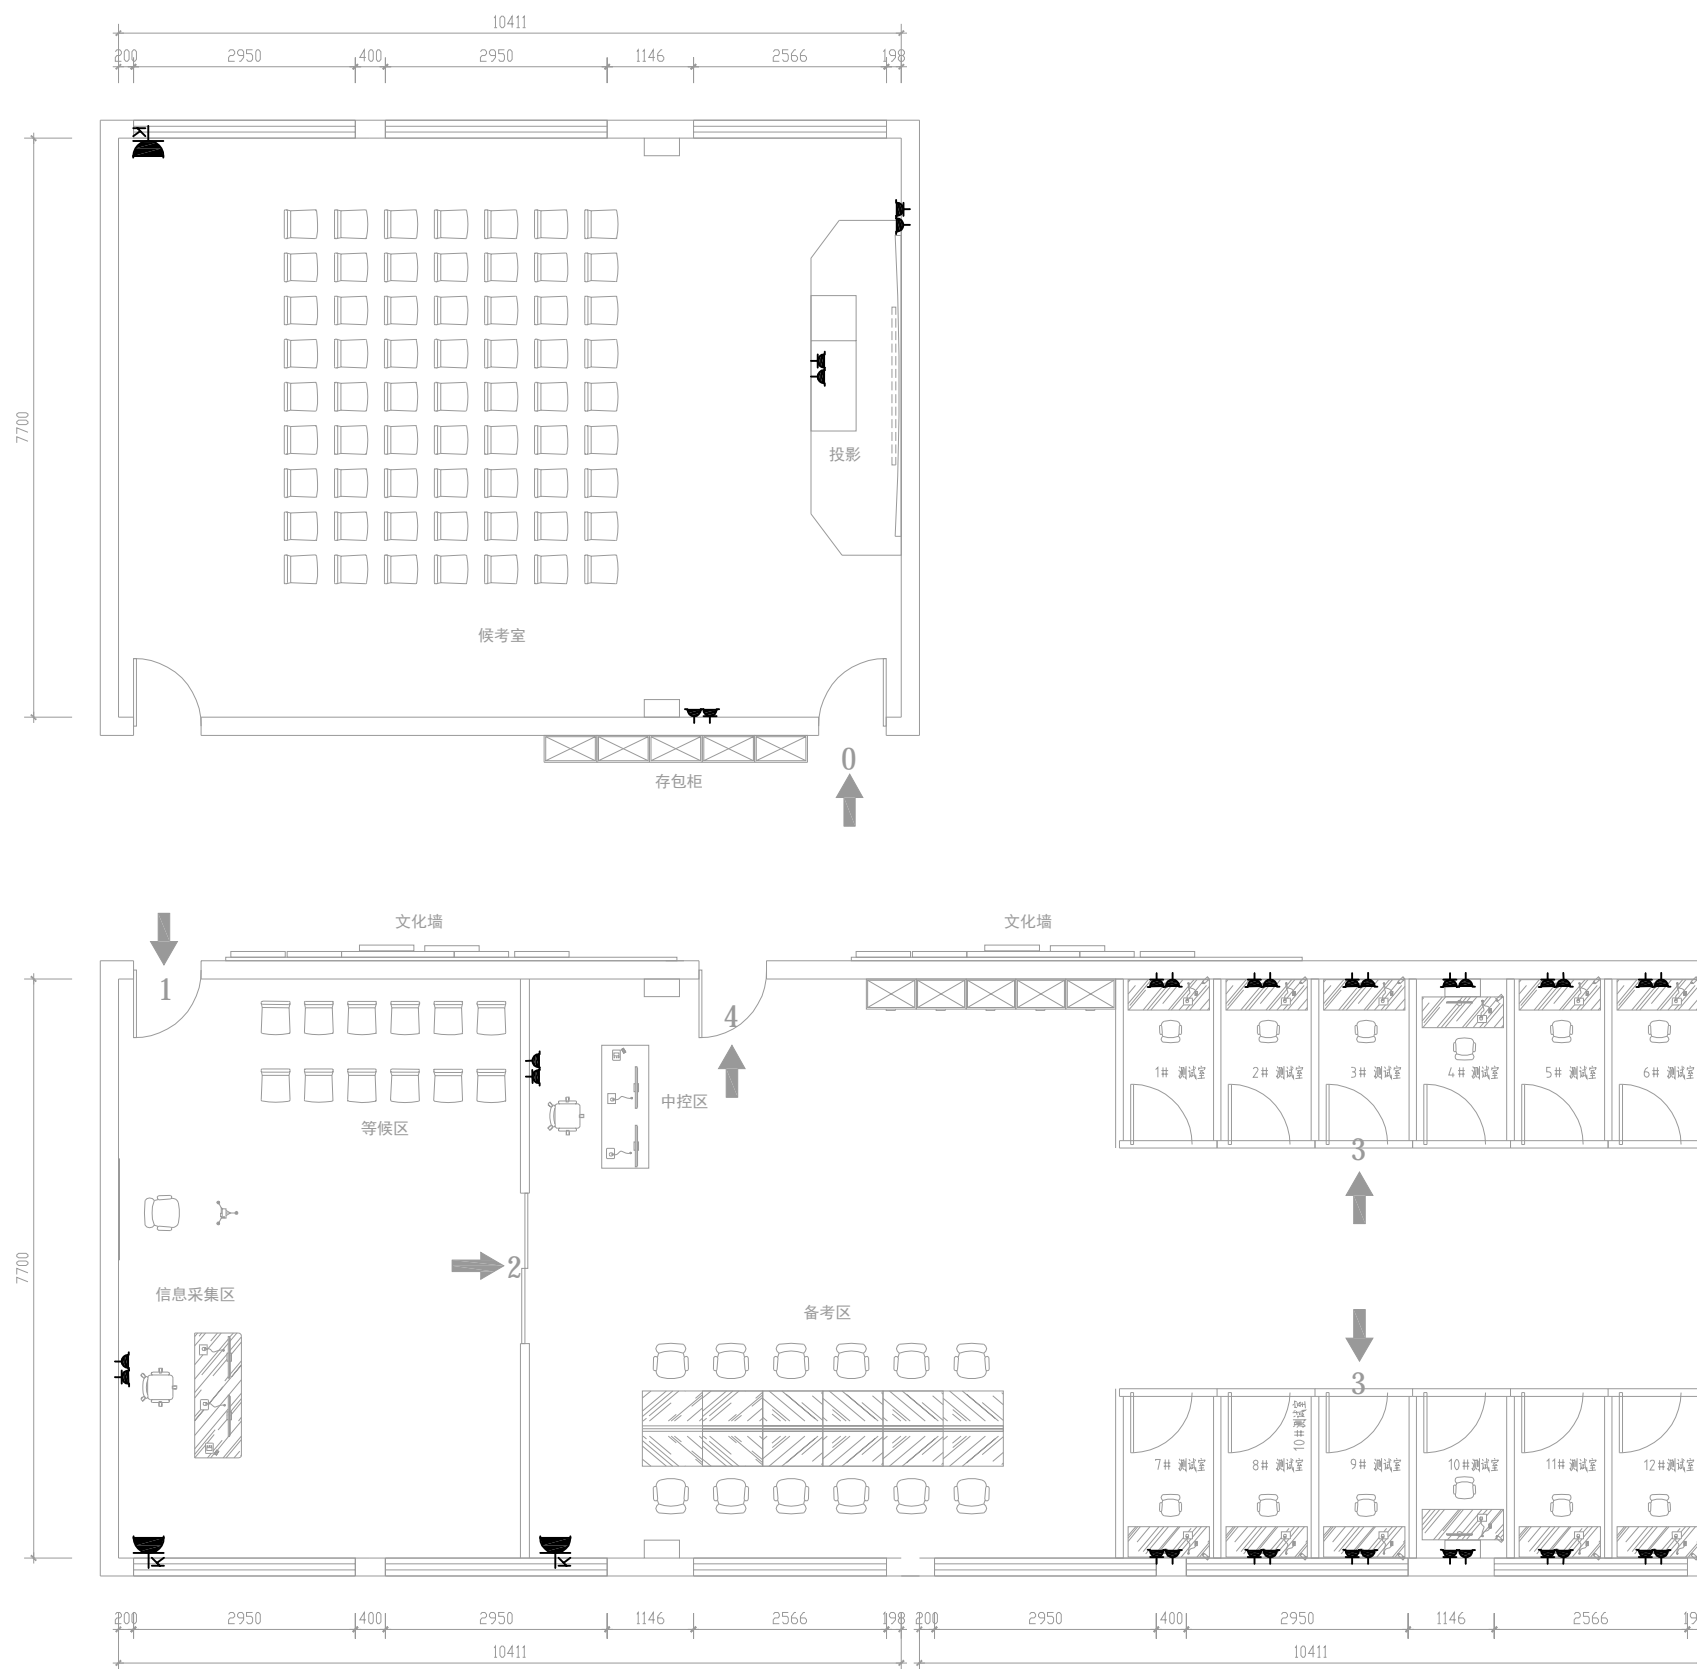 10411
200 2950 400 2950 1146 2566 198
K
7700
投影
候考室
0
存包柜
文化墙 文化墙
1
4
1# 测试室 2# 测试室 3# 测试室 4# 测试室 5# 测试室 6# 测试室
中控区
等候区
3
7700
2
信息采集区
备考区
3
10#测试室
7# 测试室 8# 测试室 9# 测试室 10#测试室 11# 测试室 12#测试室
K K
200 2950 400 2950 1146 2566 198 200 2950 400 2950 1146 2566
10411 10411